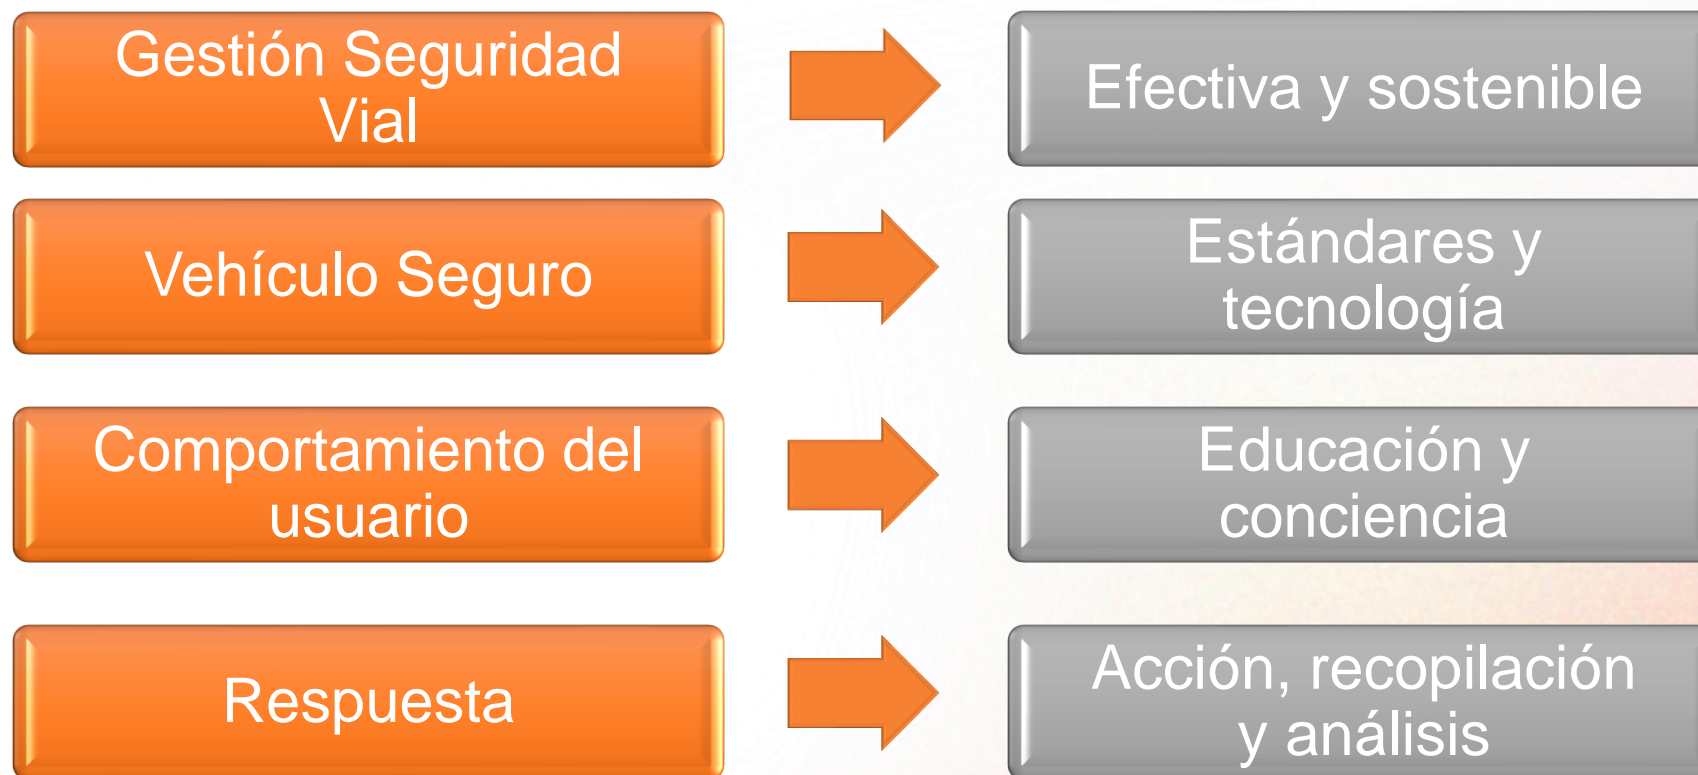 Gestión Seguridad
Vial
Efectiva y sostenible
Vehículo Seguro
Estándares y
tecnología
Comportamiento del
usuario
Educación y
conciencia
Respuesta
Acción, recopilación
y análisis